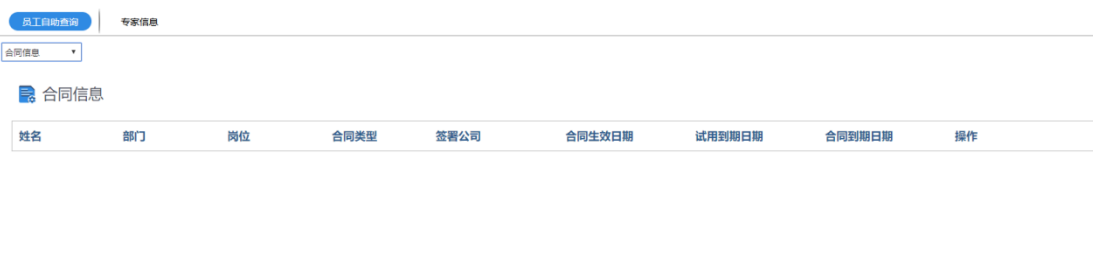 员工自助查询 专家信息
合同信息
合同信息
姓名 部门 岗位 合同类型 签署公司 合同生效日期 试用到期日期 合同到期日期 操作